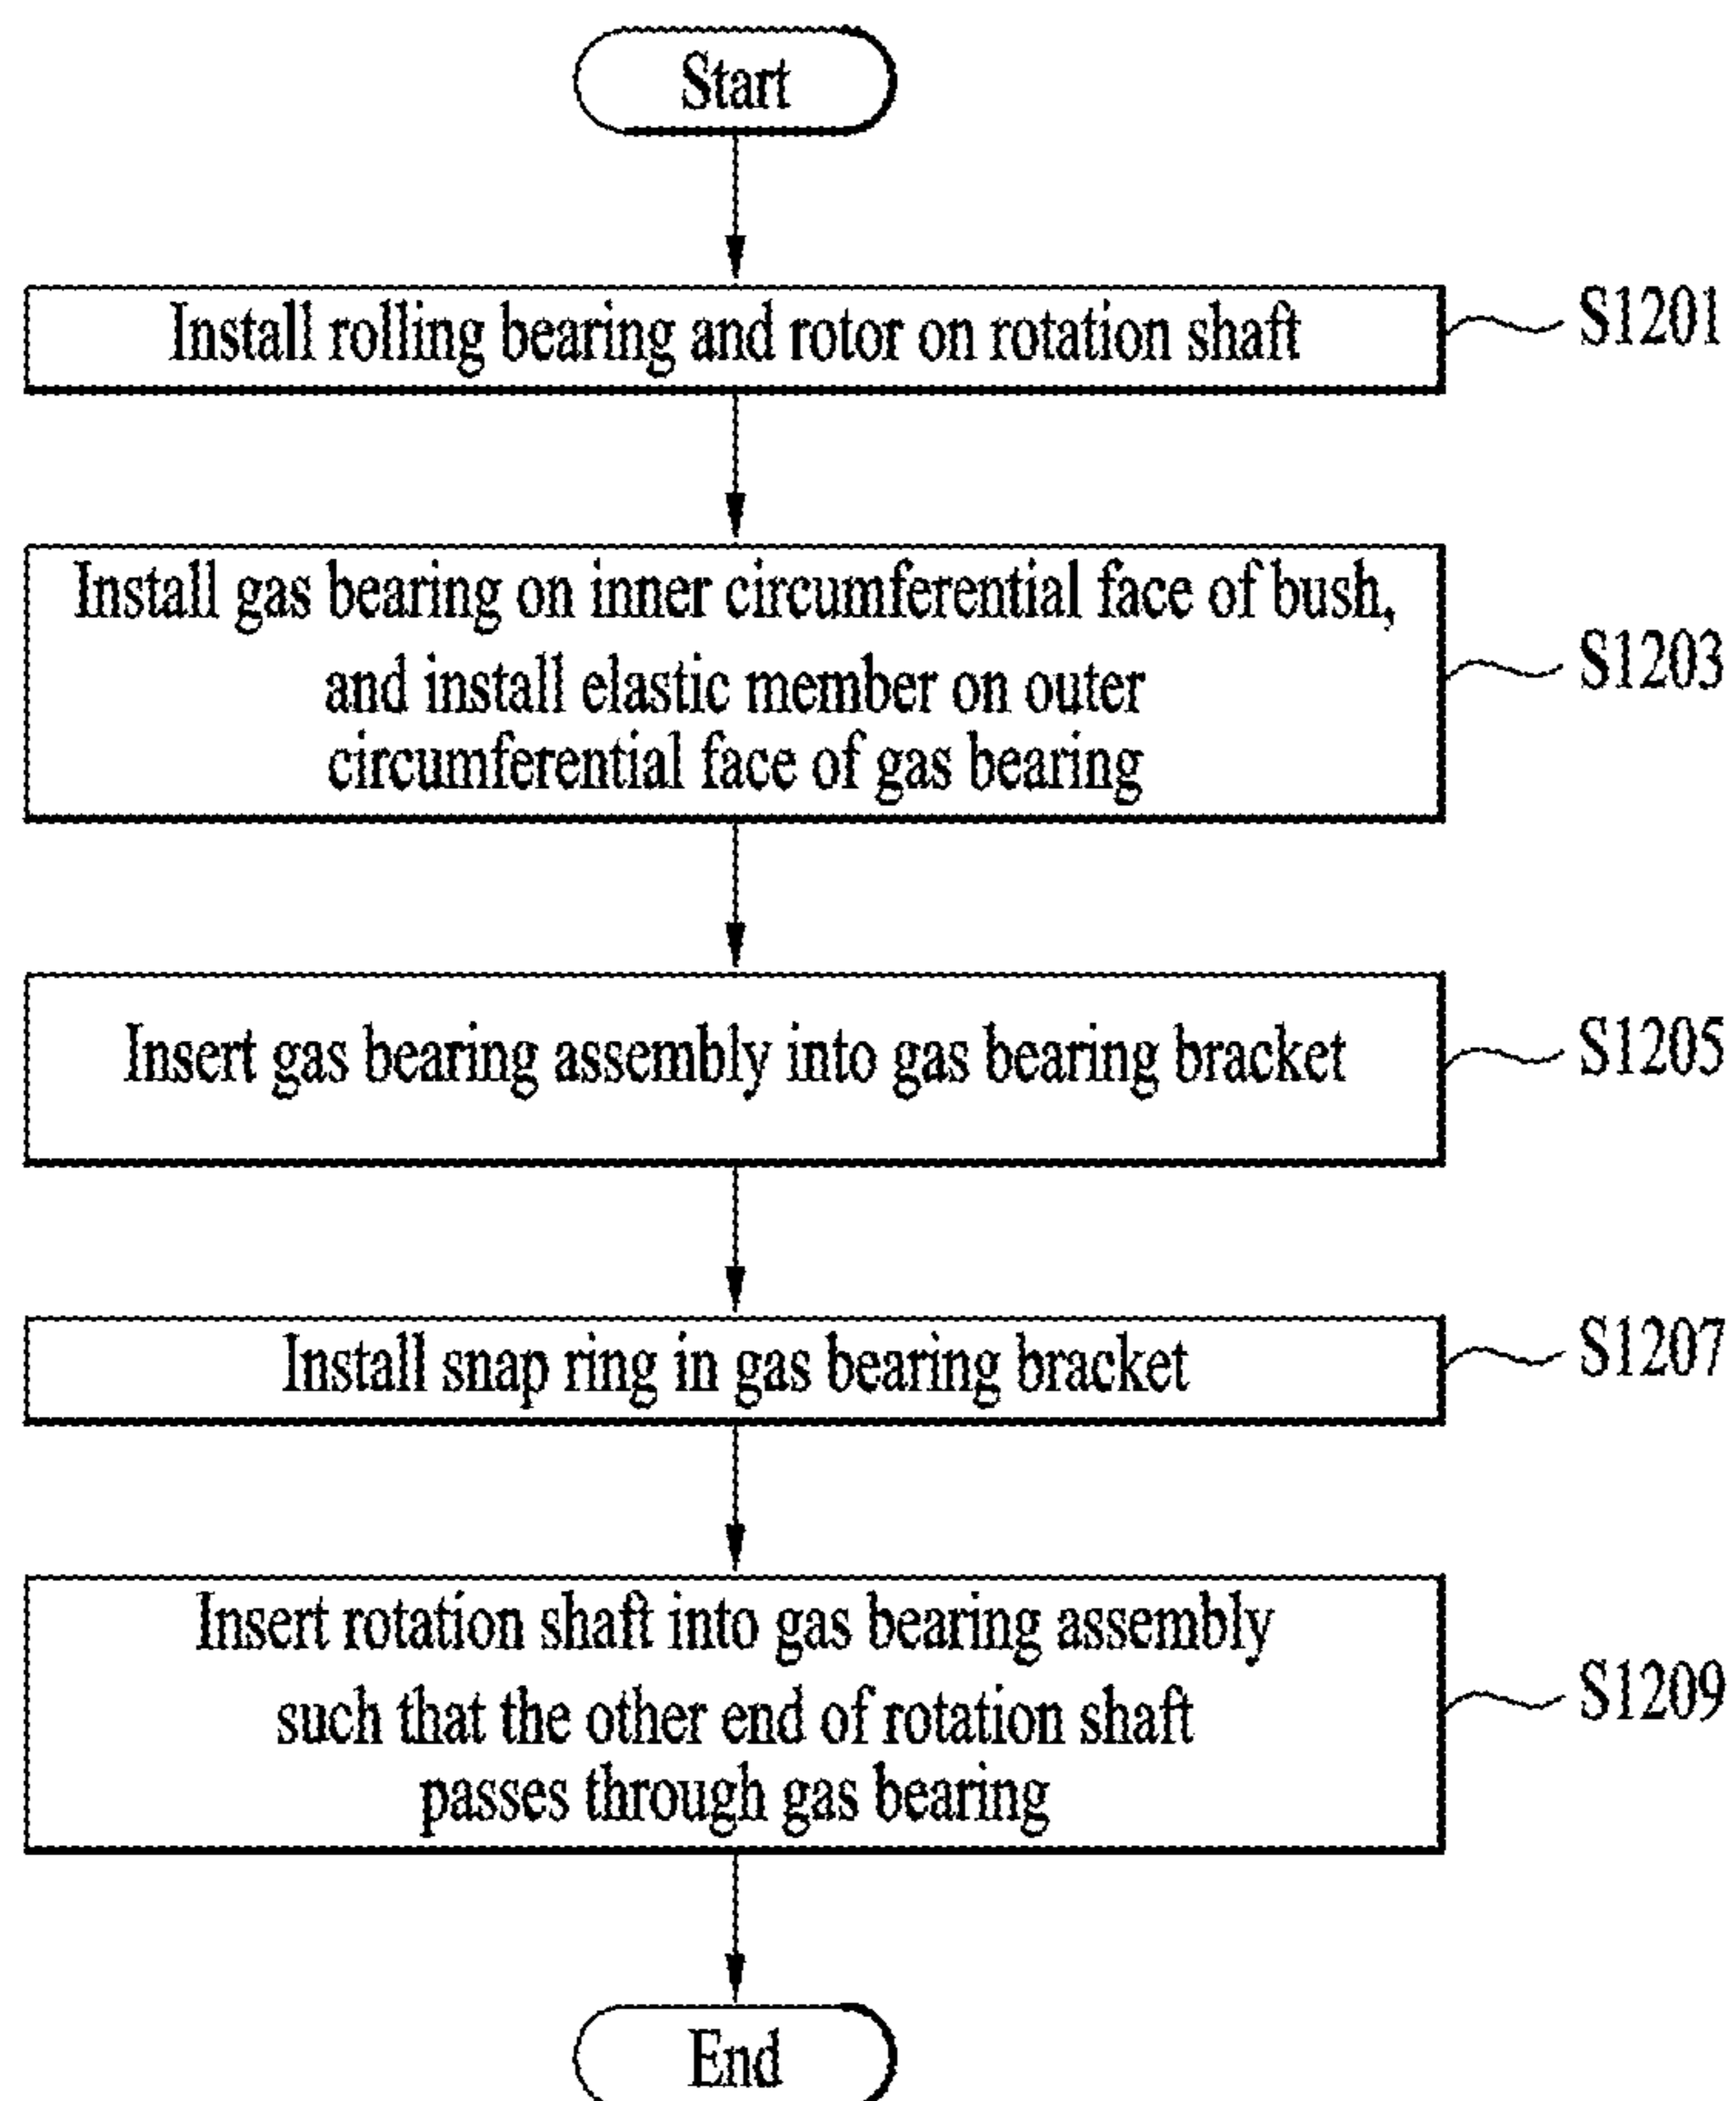 Start
Install rolling bearing and rotor on rotation shaft
S1201
Install gas bearing on inner circumferential face of bush,
and install elastic member on outer
circumferential face of gas bearing
S1203
Insert gas bearing assembly into gas bearing bracket
S1205
Install snap ring in gas bearing bracket
S1207
Insert rotation shaft into gas bearing assembly
such that the other end of rotation shaft
passes through gas bearing
S1209
End